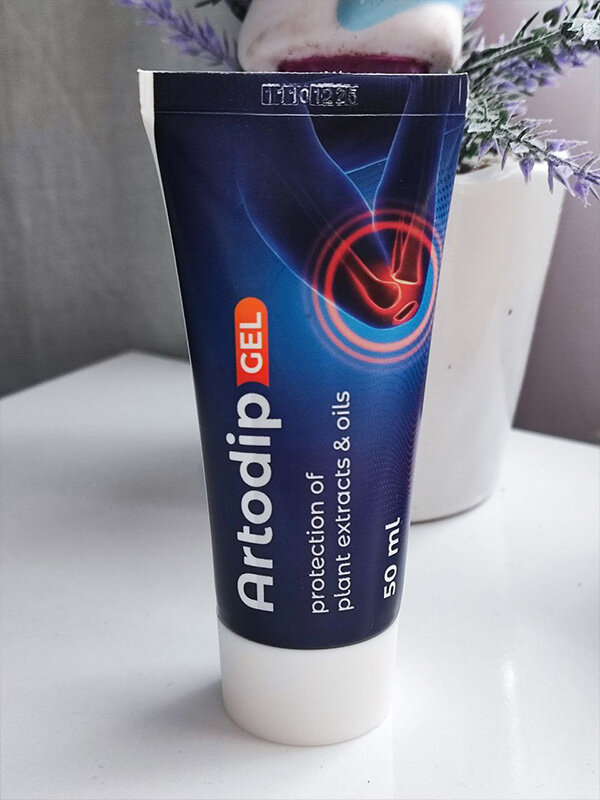 Artodip GEL
protection of
plant extracts & oils
50 ml